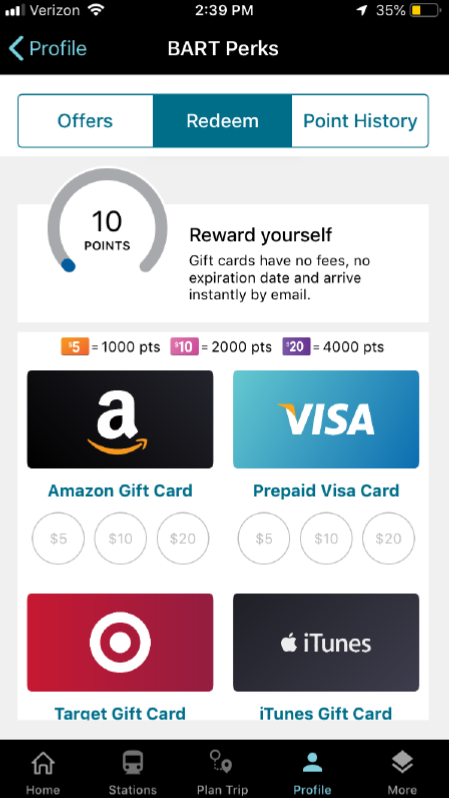 Verizon 2:39 PM 35%
Profile BART Perks
Offers Redeem Point History
10
POINTS
Reward yourself
Gift cards have no fees, no
expiration date and arrive
instantly by email.
$5 = 1000 pts $10 = 2000 pts $20 = 4000 pts
a VISA
Amazon Gift Card Prepaid Visa Card
$5 $10 $20 $5 $10 $20
iTunes
Target Gift Card iTunes Gift Card
Home Stations Plan Trip Profile More